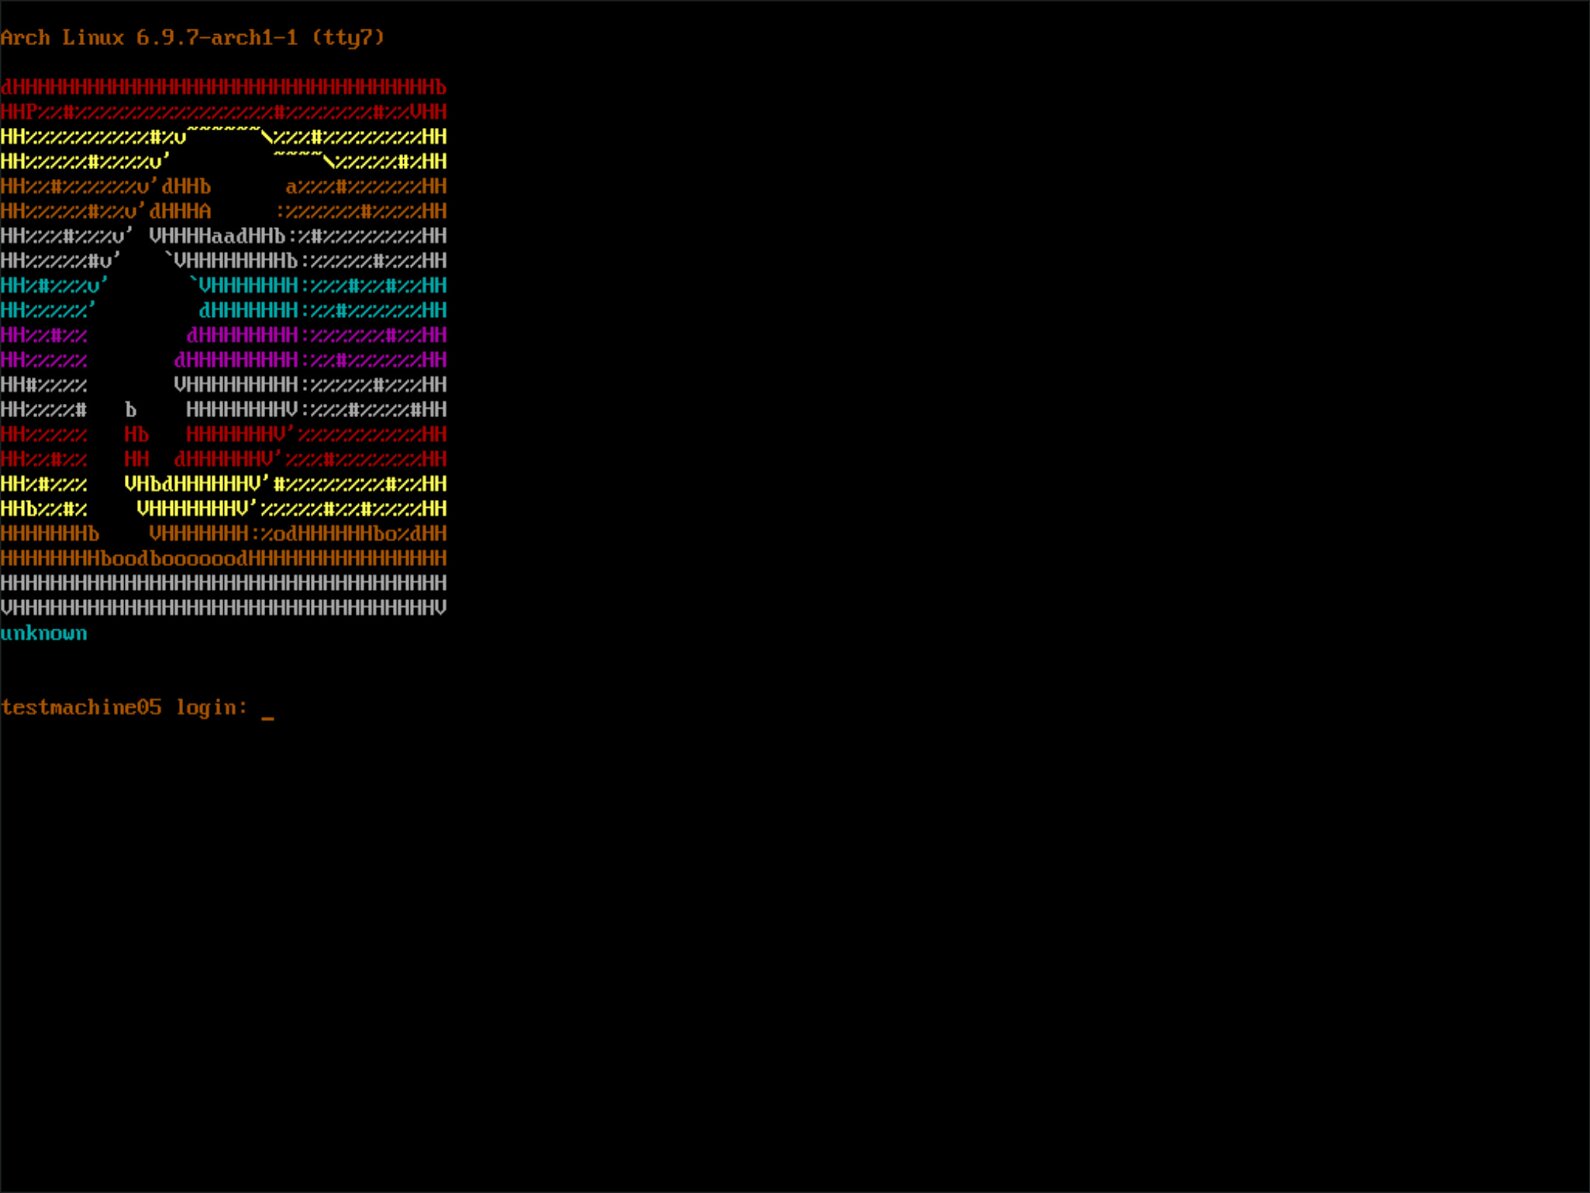 Arch Linux 6.9.7-arch1-1 (tty7)
dHHHHHHHHHHHHHHHHHHHHHHHHHHHHHHHHHHb
HHP%%#%%%%%%%%%%%%%%%%#%%%%%%%#%%VHH
HH%%%%%%%%%%#%v~~~~~~\%%%#%%%%%%%%HH
HH%%%%%#%%%%v'        ~~~~\%%%%%#%HH
HH%%#%%%%%%v'dHHb      a%%%#%%%%%%HH
HH%%%%%#%%v'dHHHA     :%%%%%%#%%%%HH
HH%%%#%%%v' VHHHHaadHHb:%#%%%%%%%%HH
HH%%%%%#v'   `VHHHHHHHHb:%%%%%#%%%HH
HH%#%%%v'      `VHHHHHHH:%%%#%%#%%HH
HH%%%%%'        dHHHHHHH:%%#%%%%%%HH
HH%%#%%        dHHHHHHHH:%%%%%%#%%HH
HH%%%%%       dHHHHHHHHH:%%#%%%%%%HH
HH#%%%%       VHHHHHHHHH:%%%%%#%%%HH
HH%%%%#   b    HHHHHHHHV:%%%#%%%%#HH
HH%%%%%   Hb   HHHHHHHV'%%%%%%%%%%HH
HH%%#%%   HH  dHHHHHHV'%%%#%%%%%%%HH
HH%#%%%   VHbdHHHHHHV'#%%%%%%%%#%%HH
HHb%%#%    VHHHHHHHV'%%%%%#%%#%%%%HH
HHHHHHHb    VHHHHHHH:%odHHHHHHbo%dHH
HHHHHHHHboodboooooodHHHHHHHHHHHHHHHH
HHHHHHHHHHHHHHHHHHHHHHHHHHHHHHHHHHHH
VHHHHHHHHHHHHHHHHHHHHHHHHHHHHHHHHHHV
unknown
testmachine05 login: _